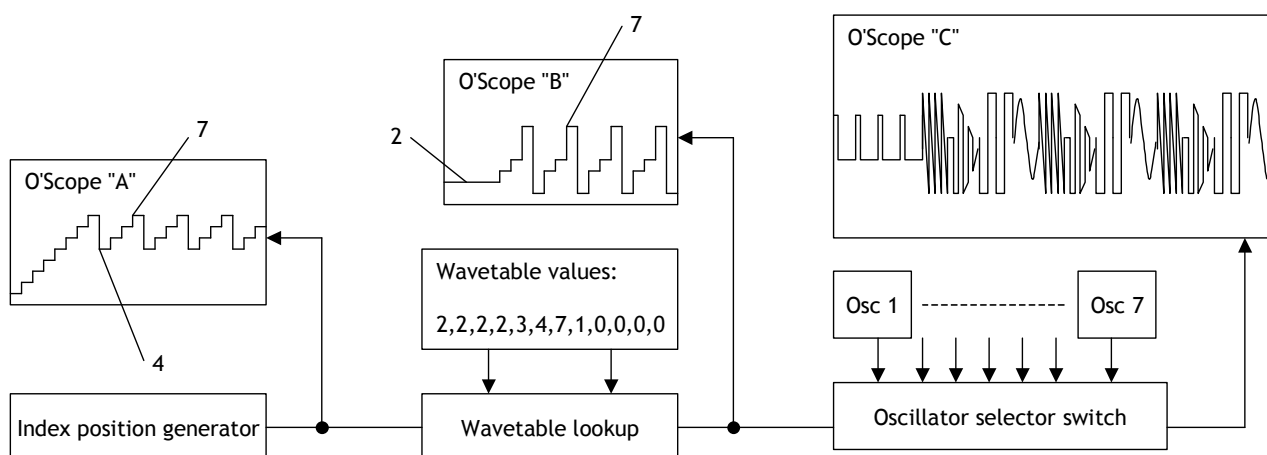 7
O'Scope "C"
7
O'Scope "B"
2
7
O'Scope "A"
Wavetable values:
2,2,2,2,3,4,7,1,0,0,0,0
Osc 1
Osc 7
4
Index position generator
Wavetable lookup
Oscillator selector switch